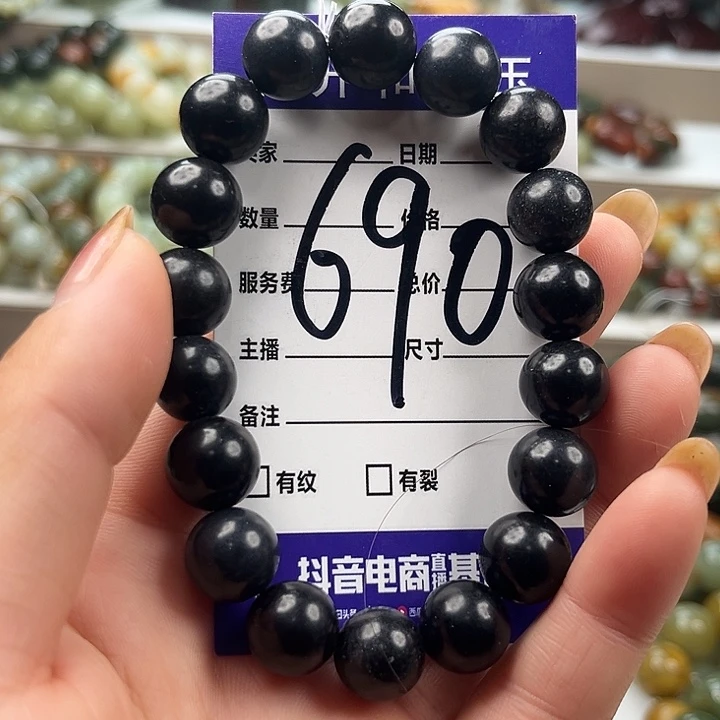 家 日期
690
数量 价格
服务费 总价
主播 尺寸
备注
有纹 有裂
抖音电商直播基